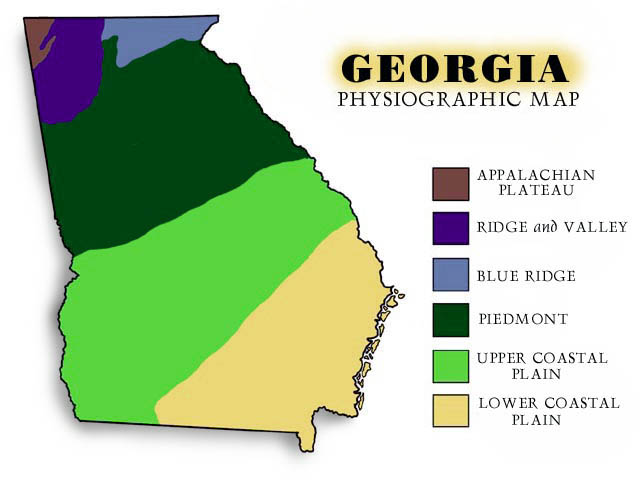 GEORGIA
PHYSIOGRAPHIC MAP
APPALACHIAN
PLATEAU
RIDGE and VALLEY
BLUE RIDGE
PIEDMONT
UPPER COASTAL
PLAIN
LOWER COASTAL
PLAIN